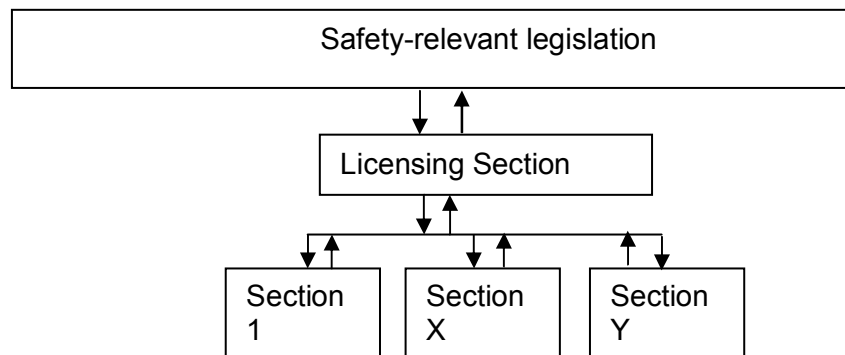 Safety-relevant legislation
Licensing Section
Section
1
Section
X
Section
Y